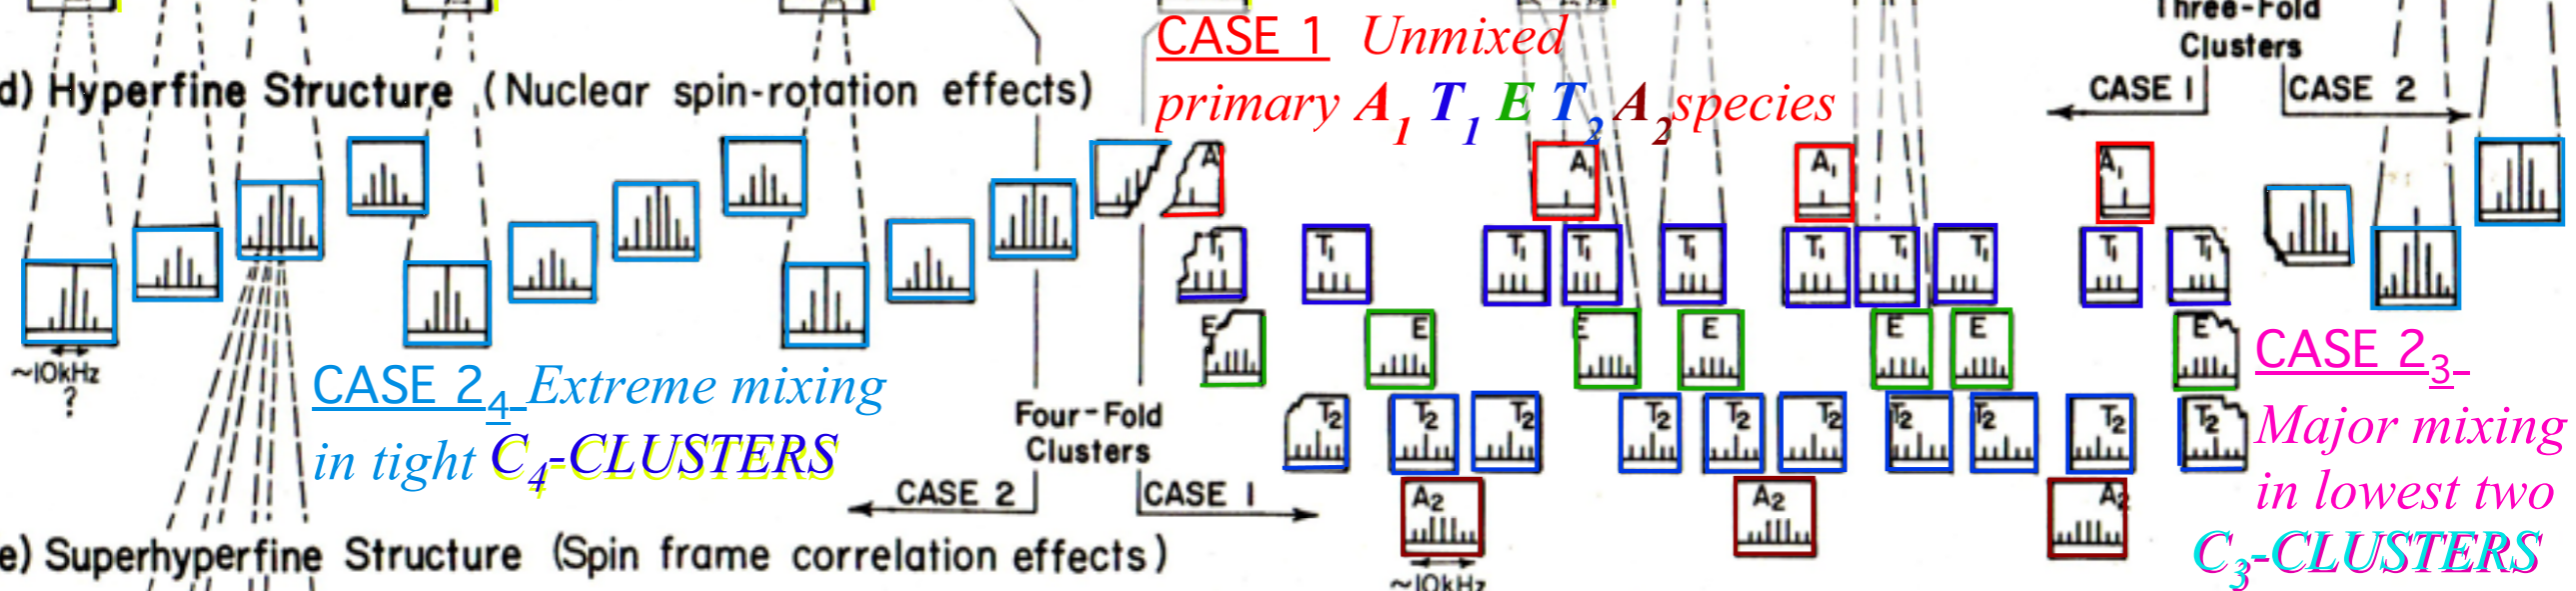 CASE 1 Unmixed
primary A1 T1 E T2 A2 species
Three-Fold
Clusters
CASE 1
CASE 2
d) Hyperfine Structure (Nuclear spin-rotation effects)
A
A1
A1
A1
T1
T1
T1
T1
T1
T1
T1
T1
T1
T1
E
E
E
E
E
E
E
T2
T2
T2
T2
T2
T2
T2
T2
T2
T2
A2
A2
A2
~10kHz
?
~10kHz
CASE 24 Extreme mixing
in tight C4-CLUSTERS
Four-Fold
Clusters
CASE 2
CASE 1
CASE 23
Major mixing
in lowest two
C3-CLUSTERS
e) Superhyperfine Structure (Spin frame correlation effects)